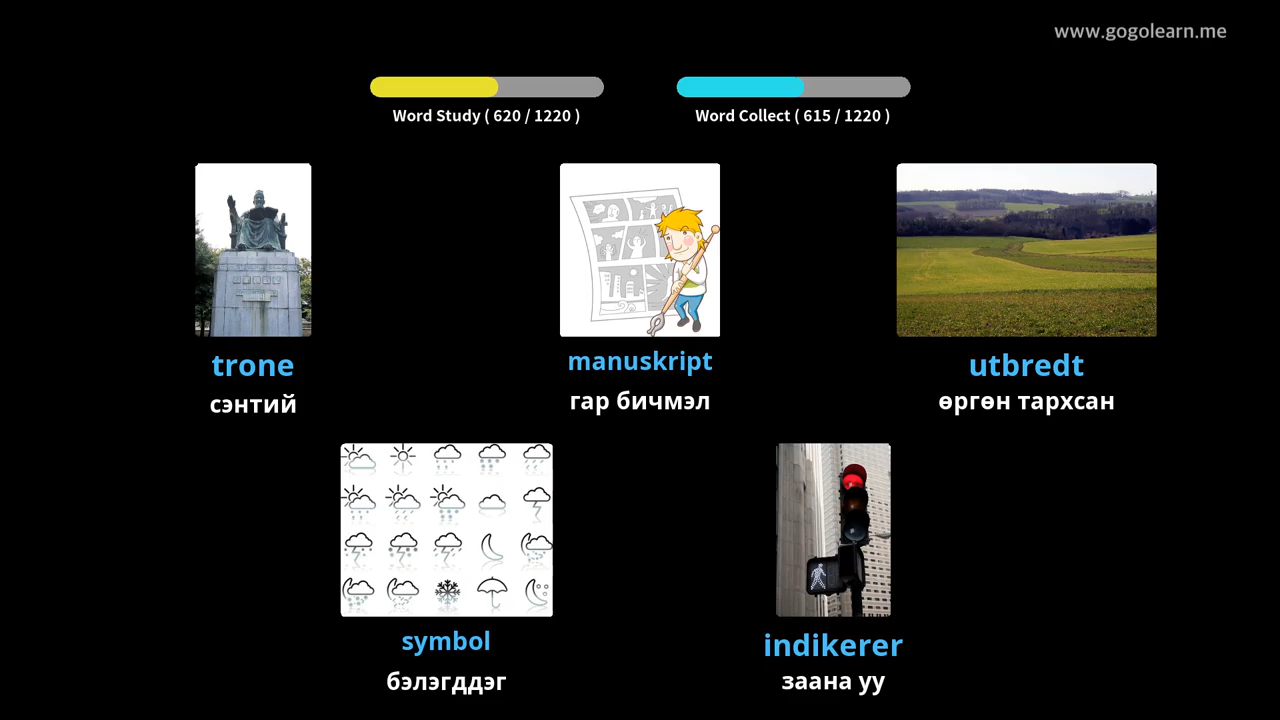 www.gogolearn.me
Word Study ( 620 / 1220 )
Word Collect ( 615 / 1220 )
trone
сэнтий
manuskript
гар бичмэл
utbredt
өргөн тархсан
symbol
бэлэгддэг
indikerer
заана уу